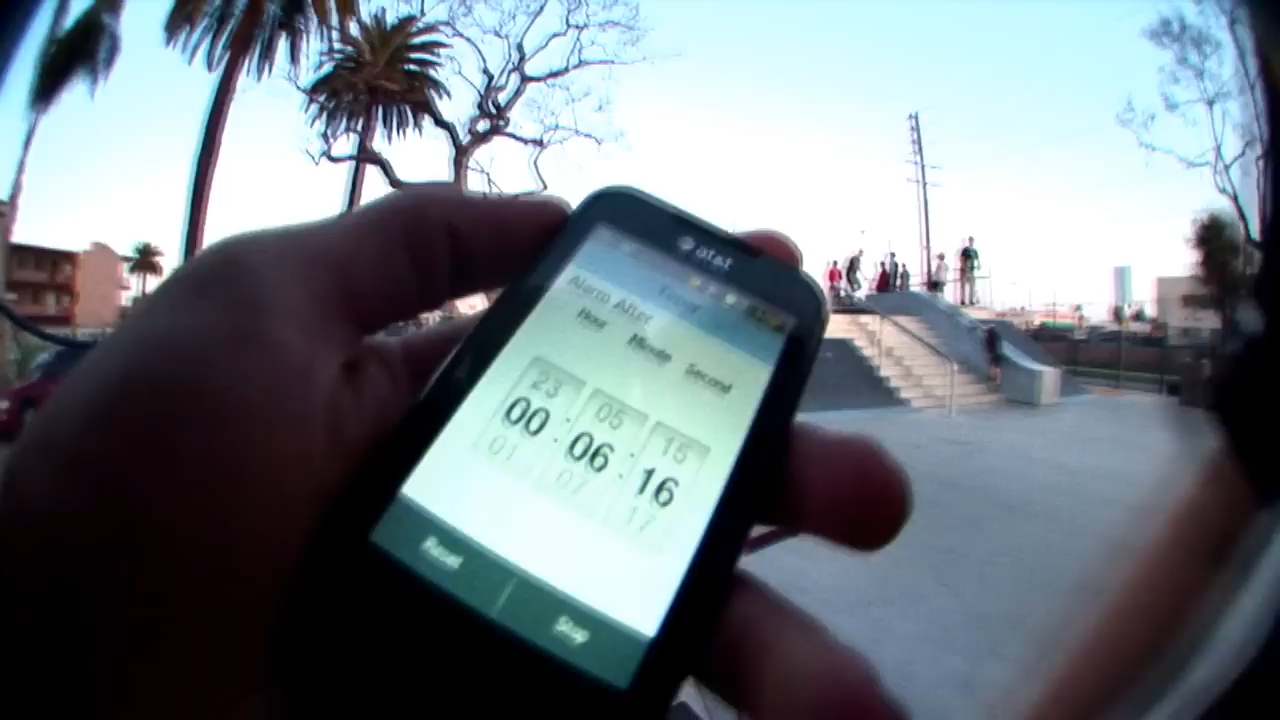 at&t
Alarm After
Hour Minute Second
23 05 15
00 : 06 : 16
01 07 17
Reset Stop